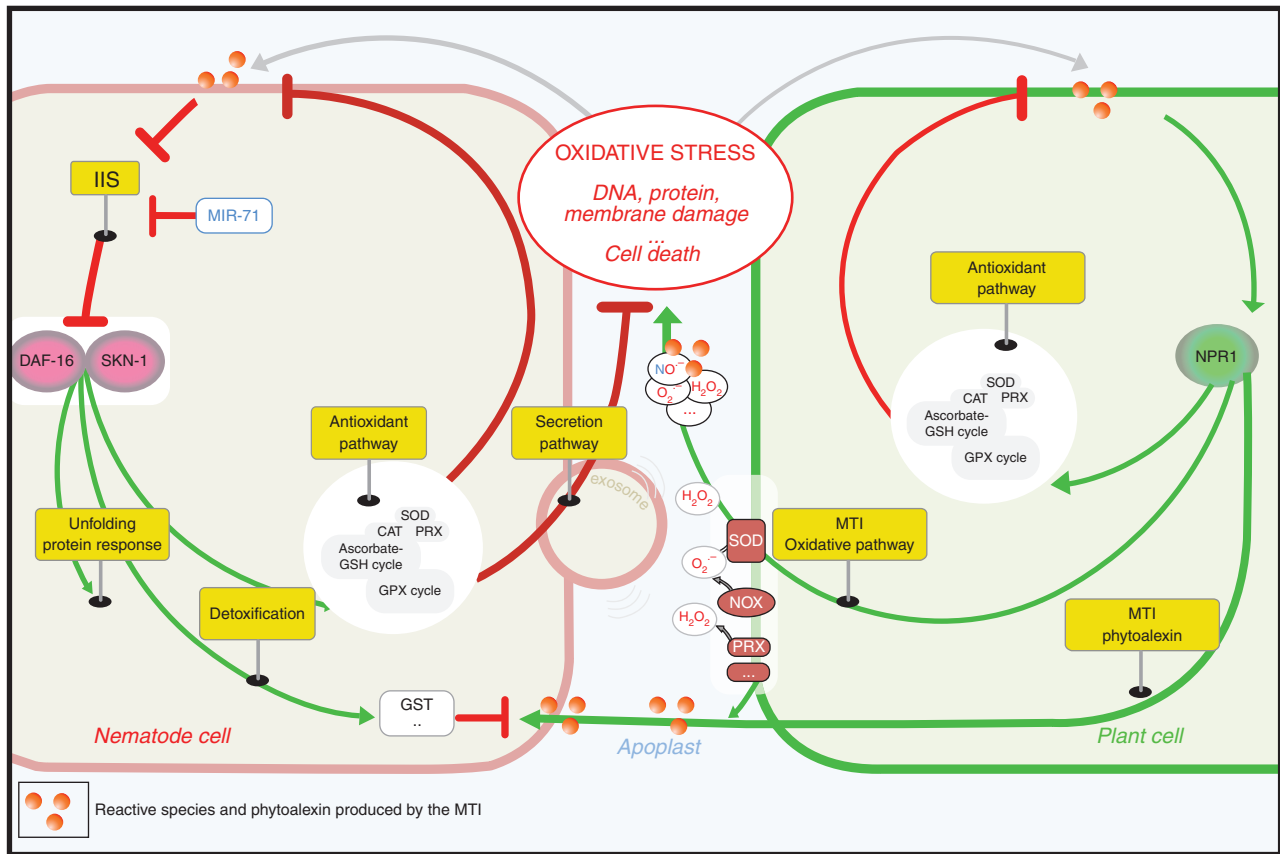 OXIDATIVE STRESS
DNA, protein,
membrane damage
...
Cell death
IIS
MIR-71
DAF-16
SKN-1
Antioxidant
pathway
SOD
CAT PRX
Ascorbate-
GSH cycle
GPX cycle
Unfolding
protein response
Detoxification
GST
..
Nematode cell
Secretion
pathway
exosome
NO·−
O₂·−
H₂O₂
...
H₂O₂
O₂·−
H₂O₂
SOD
NOX
PRX
...
Apoplast
MTI
Oxidative pathway
Antioxidant
pathway
SOD
CAT PRX
Ascorbate-
GSH cycle
GPX cycle
NPR1
MTI
phytoalexin
Plant cell
Reactive species and phytoalexin produced by the MTI